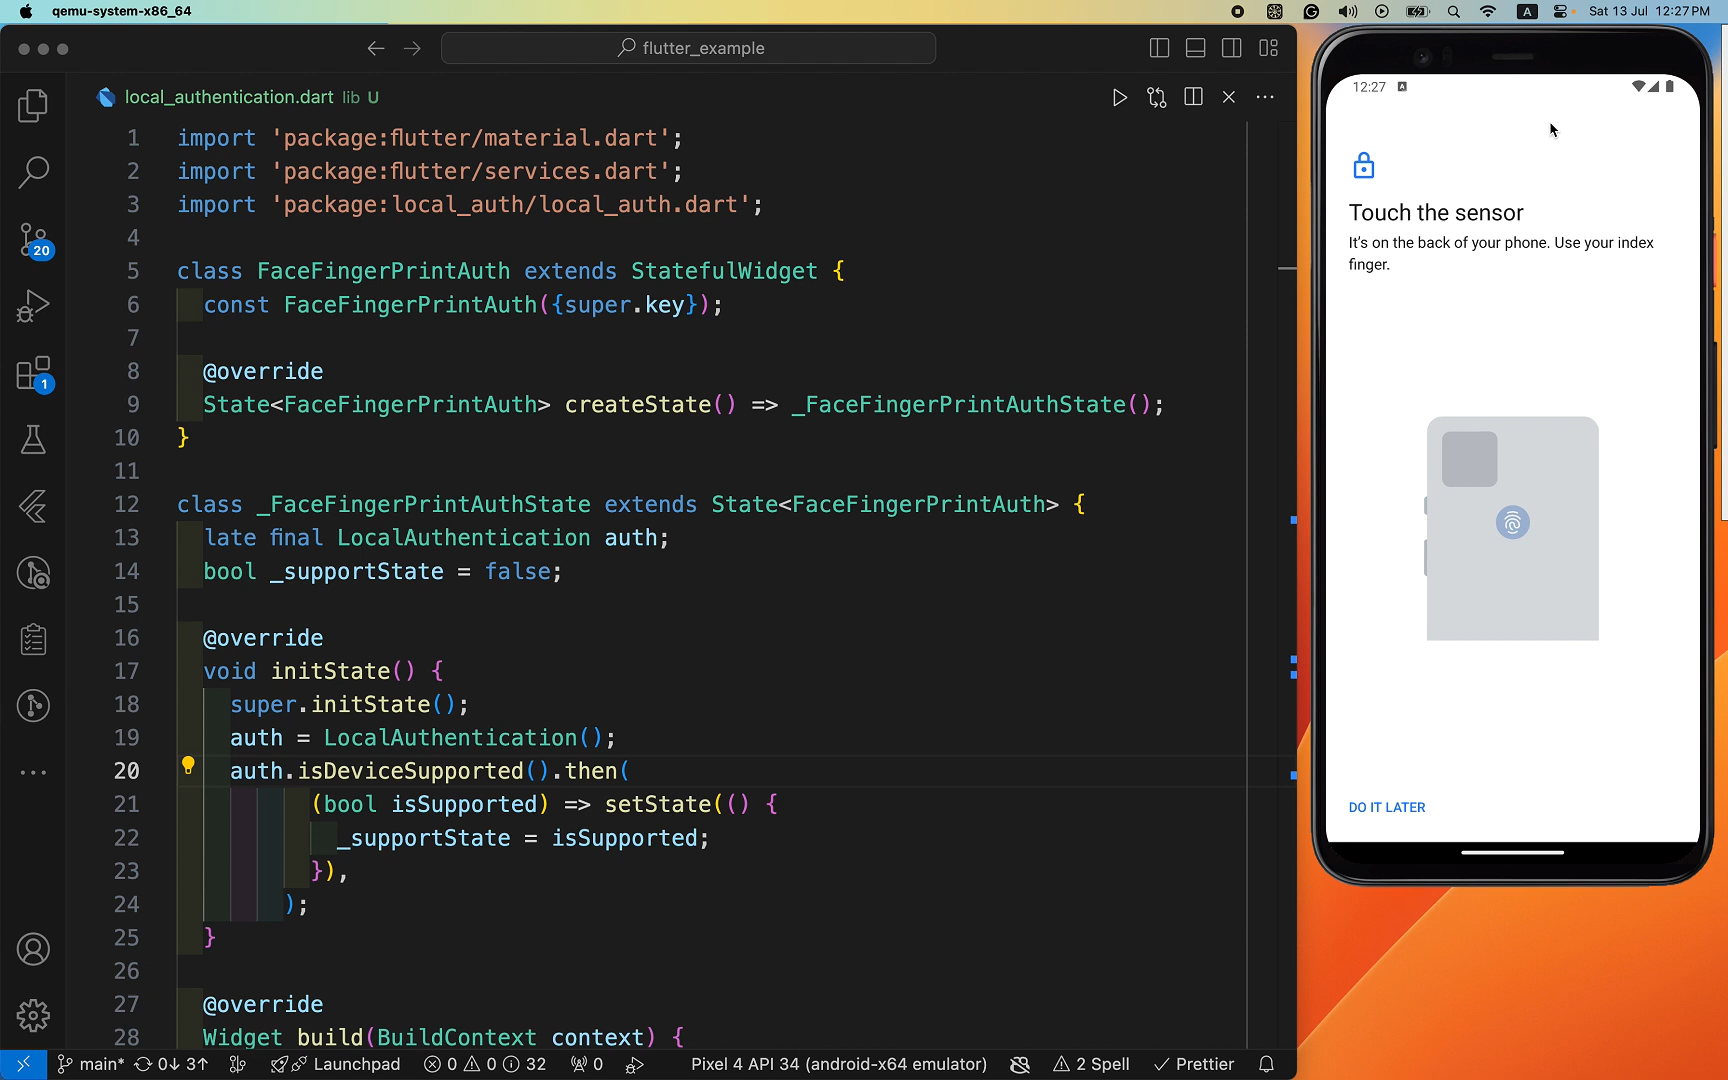 qemu-system-x86_64
A
Sat 13 Jul 12:27 PM
flutter_example
local_authentication.dart lib U
1 import 'package:flutter/material.dart';
2 import 'package:flutter/services.dart';
3 import 'package:local_auth/local_auth.dart';
4
5 class FaceFingerPrintAuth extends StatefulWidget {
6 const FaceFingerPrintAuth({super.key});
7
8 @override
9 State<FaceFingerPrintAuth> createState() => _FaceFingerPrintAuthState();
10 }
11
12 class _FaceFingerPrintAuthState extends State<FaceFingerPrintAuth> {
13 late final LocalAuthentication auth;
14 bool _supportState = false;
15
16 @override
17 void initState() {
18 super.initState();
19 auth = LocalAuthentication();
20 auth.isDeviceSupported().then(
21 (bool isSupported) => setState(() {
22 _supportState = isSupported;
23 }),
24 );
25 }
26
27 @override
28 Widget build(BuildContext context) {
20
1
main* 0↓ 3↑ Launchpad 0 0 32 0 Pixel 4 API 34 (android-x64 emulator) 2 Spell Prettier
12:27 A
Touch the sensor
It's on the back of your phone. Use your index
finger.
DO IT LATER